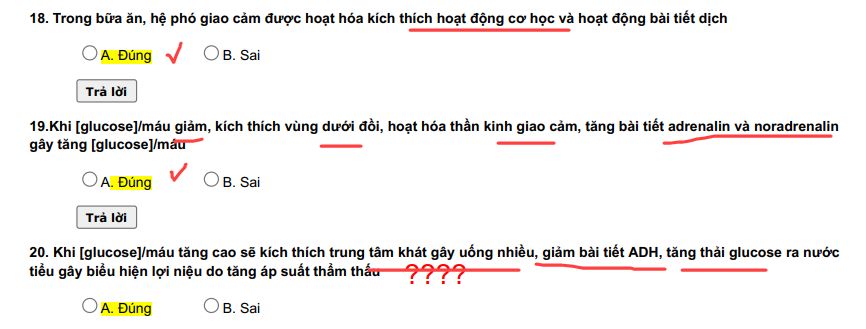 18. Trong bữa ăn, hệ phó giao cảm được hoạt hóa kích thích hoạt động cơ học và hoạt động bài tiết dịch
A. Đúng B. Sai
Trả lời
19.Khi [glucose]/máu giảm, kích thích vùng dưới đồi, hoạt hóa thần kinh giao cảm, tăng bài tiết adrenalin và noradrenalin
gây tăng [glucose]/máu
A. Đúng B. Sai
Trả lời
20. Khi [glucose]/máu tăng cao sẽ kích thích trung tâm khát gây uống nhiều, giảm bài tiết ADH, tăng thải glucose ra nước
tiểu gây biểu hiện lợi niệu do tăng áp suất thẩm thấu ????
A. Đúng B. Sai